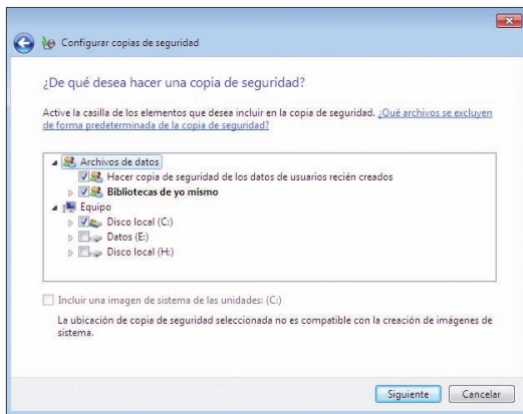 Configurar copias de seguridad
¿De qué desea hacer una copia de seguridad?
Active la casilla de los elementos que desea incluir en la copia de seguridad. ¿Qué archivos se excluyen
de forma predeterminada de la copia de seguridad?
Archivos de datos
Hacer copia de seguridad de los datos de usuarios recién creados
Bibliotecas de yo mismo
Equipo
Disco local (C:)
Datos (E:)
Disco local (H:)
Incluir una imagen de sistema de las unidades: (C:)
La ubicación de copia de seguridad seleccionada no es compatible con la creación de imágenes de
sistema.
Siguiente Cancelar